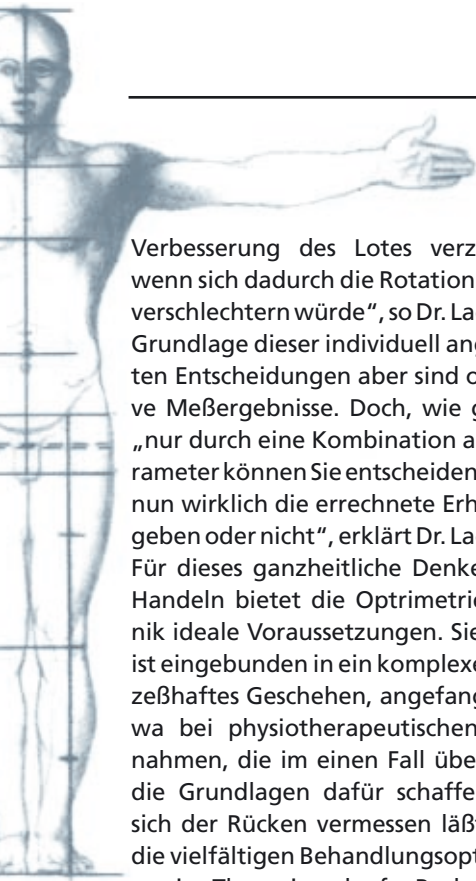 Verbesserung des Lotes verz
wenn sich dadurch die Rotation
verschlechtern würde“, so Dr. La
Grundlage dieser individuell an
ten Entscheidungen aber sind o
ve Meßergebnisse. Doch, wie g
„nur durch eine Kombination a
rameter können Sie entscheiden
nun wirklich die errechnete Erh
geben oder nicht“, erklärt Dr. La
Für dieses ganzheitliche Denke
Handeln bietet die Optrimetri
nik ideale Voraussetzungen. Sie
ist eingebunden in ein komplexe
zeßhaftes Geschehen, angefang
wa bei physiotherapeutischen
nahmen, die im einen Fall übe
die Grundlagen dafür schaffe
sich der Rücken vermessen läß
die vielfältigen Behandlungsop